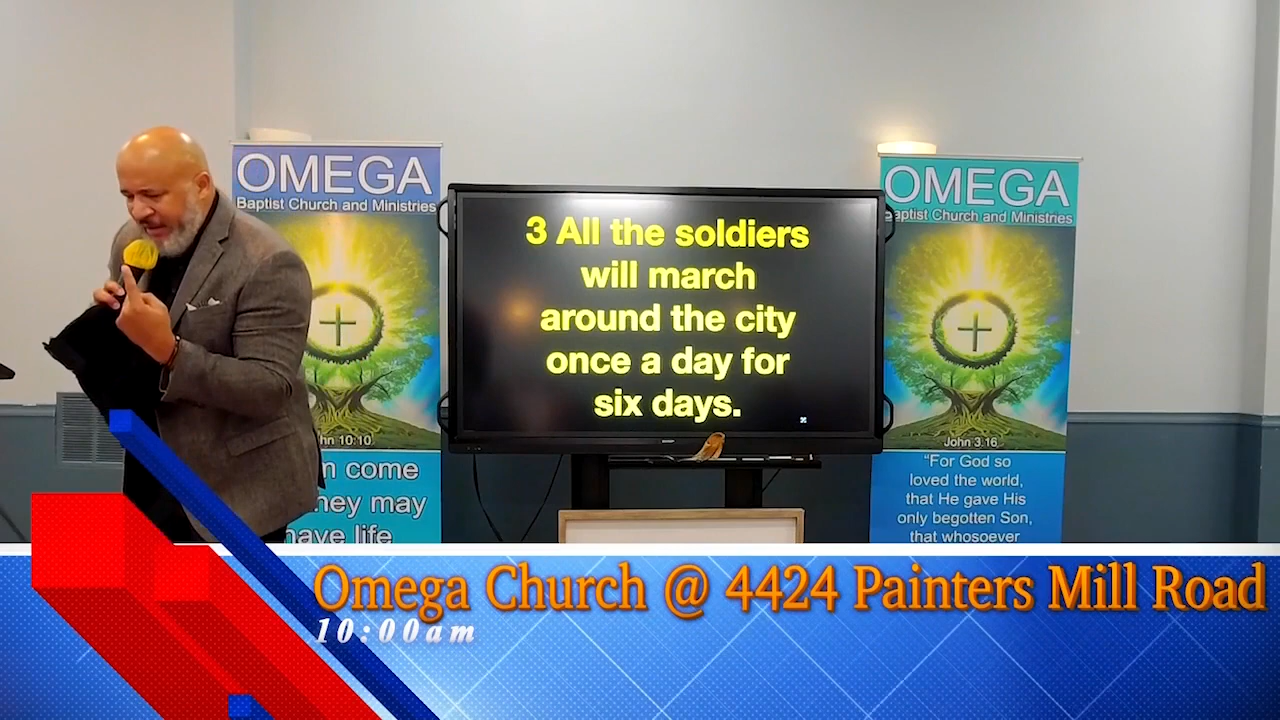 OMEGA
Baptist Church and Ministries
hn 10:10
m come
hey may
have life
3 All the soldiers
will march
around the city
once a day for
six days.
OMEGA
aptist Church and Ministries
John 3:16
“For God so
loved the world,
that He gave His
only begotten Son,
that whosoever
Omega Church @ 4424 Painters Mill Road
10:00am